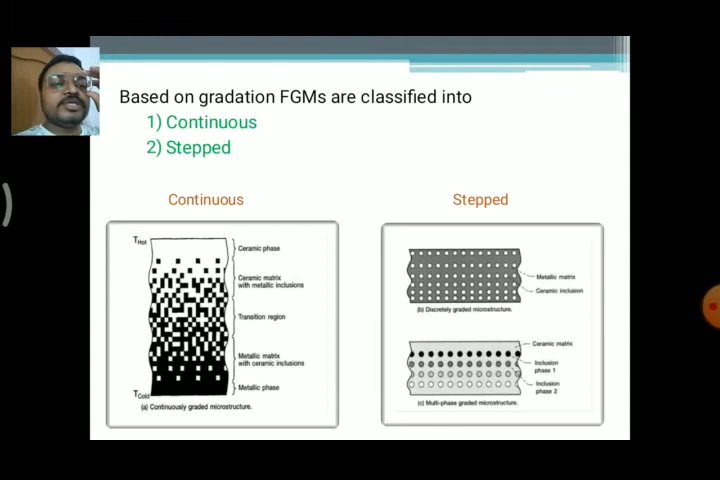 Based on gradation FGMs are classified into
1) Continuous
2) Stepped
Continuous
Stepped
THot
Ceramic phase
Ceramic matrix
with metallic inclusions
Transition region
Metallic matrix
with ceramic inclusions
Metallic phase
TCold
(a) Continuously graded microstructure.
Metallic matrix
Ceramic inclusion
(b) Discretely graded microstructure.
Ceramic matrix
Inclusion
phase 1
Inclusion
phase 2
(c) Multi-phase graded microstructure.